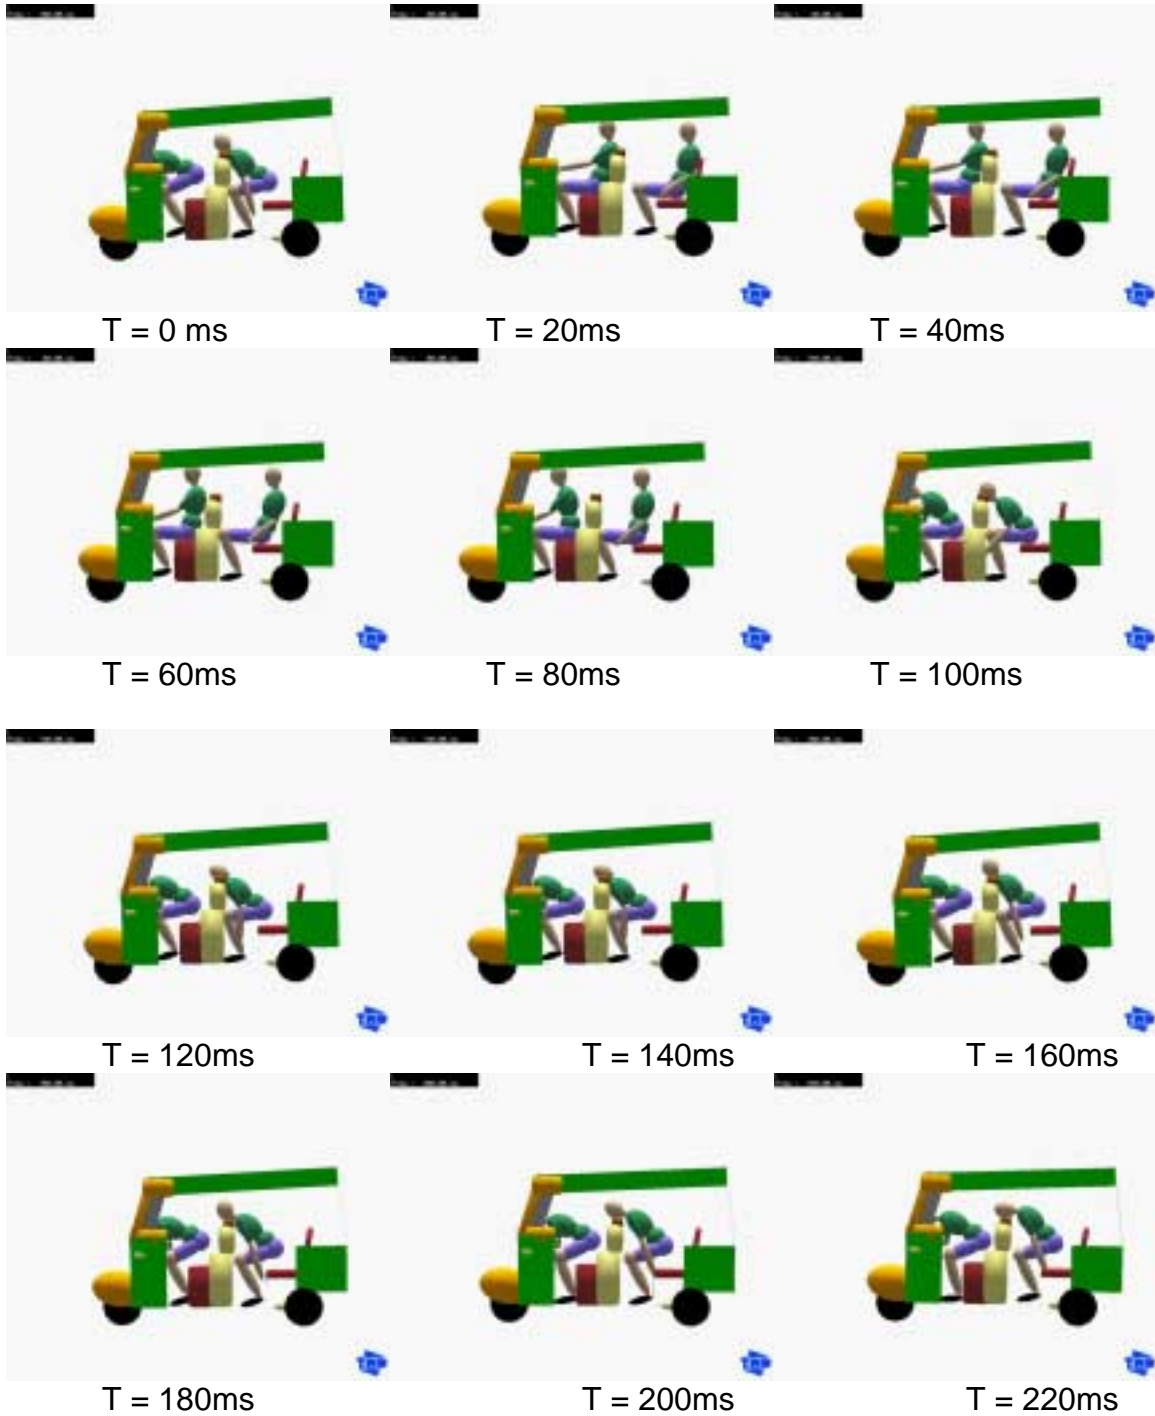 T = 0 ms
T = 20ms
T = 40ms
T = 60ms
T = 80ms
T = 100ms
T = 120ms
T = 140ms
T = 160ms
T = 180ms
T = 200ms
T = 220ms